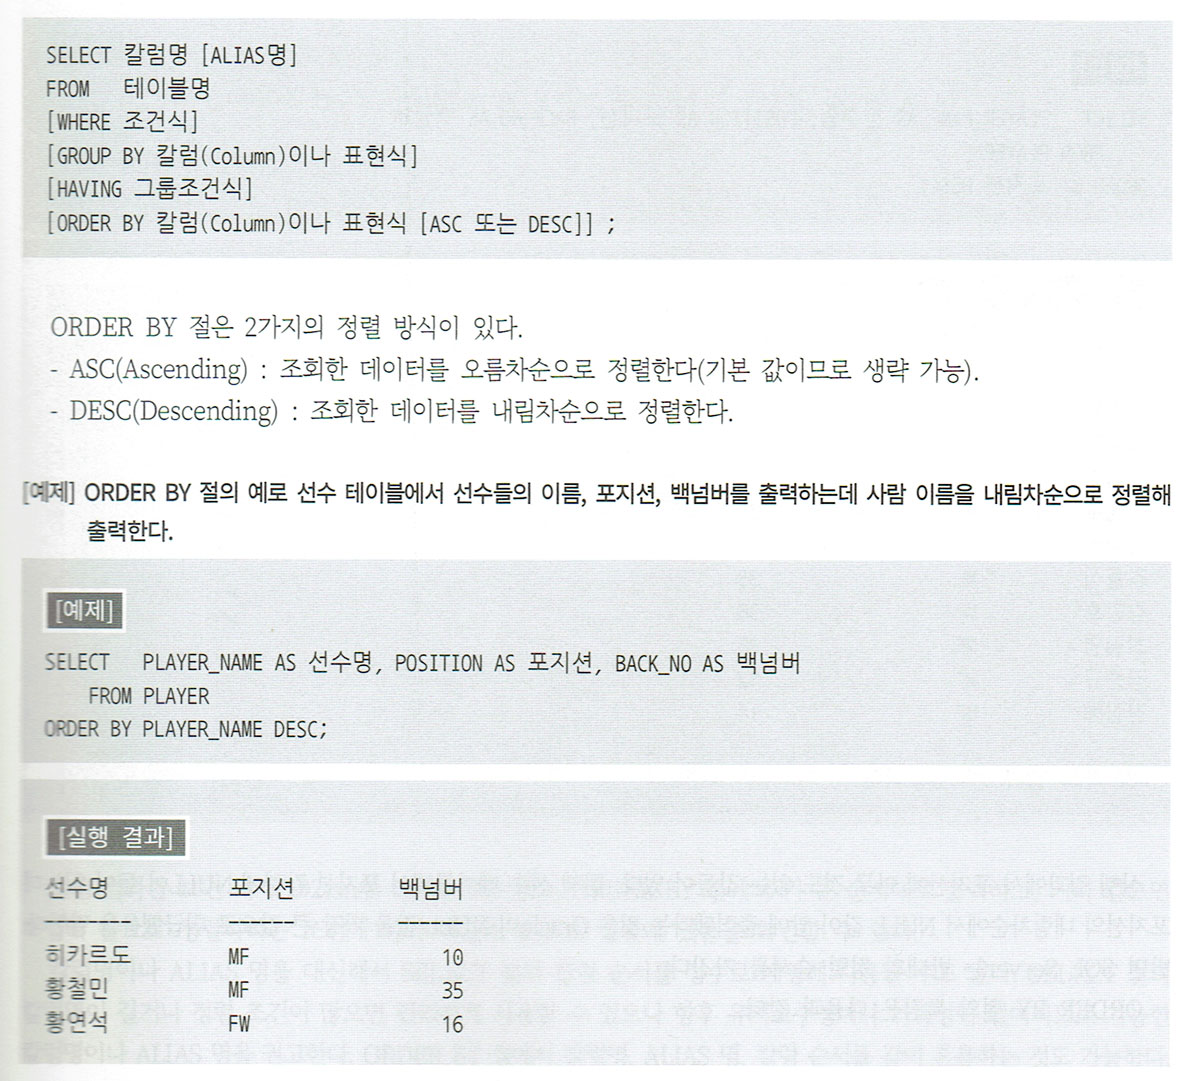 SELECT 칼럼명 [ALIAS명]
FROM 테이블명
[WHERE 조건식]
[GROUP BY 칼럼(Column)이나 표현식]
[HAVING 그룹조건식]
[ORDER BY 칼럼(Column)이나 표현식 [ASC 또는 DESC]] ;
ORDER BY 절은 2가지의 정렬 방식이 있다.
- ASC(Ascending) : 조회한 데이터를 오름차순으로 정렬한다(기본 값이므로 생략 가능).
- DESC(Descending) : 조회한 데이터를 내림차순으로 정렬한다.
[예제] ORDER BY 절의 예로 선수 테이블에서 선수들의 이름, 포지션, 백넘버를 출력하는데 사람 이름을 내림차순으로 정렬해
출력한다.
[예제]
SELECT PLAYER_NAME AS 선수명, POSITION AS 포지션, BACK_NO AS 백넘버
FROM PLAYER
ORDER BY PLAYER_NAME DESC;
[실행 결과]
선수명 포지션 백넘버
히카르도 MF 10
황철민 MF 35
황연석 FW 16